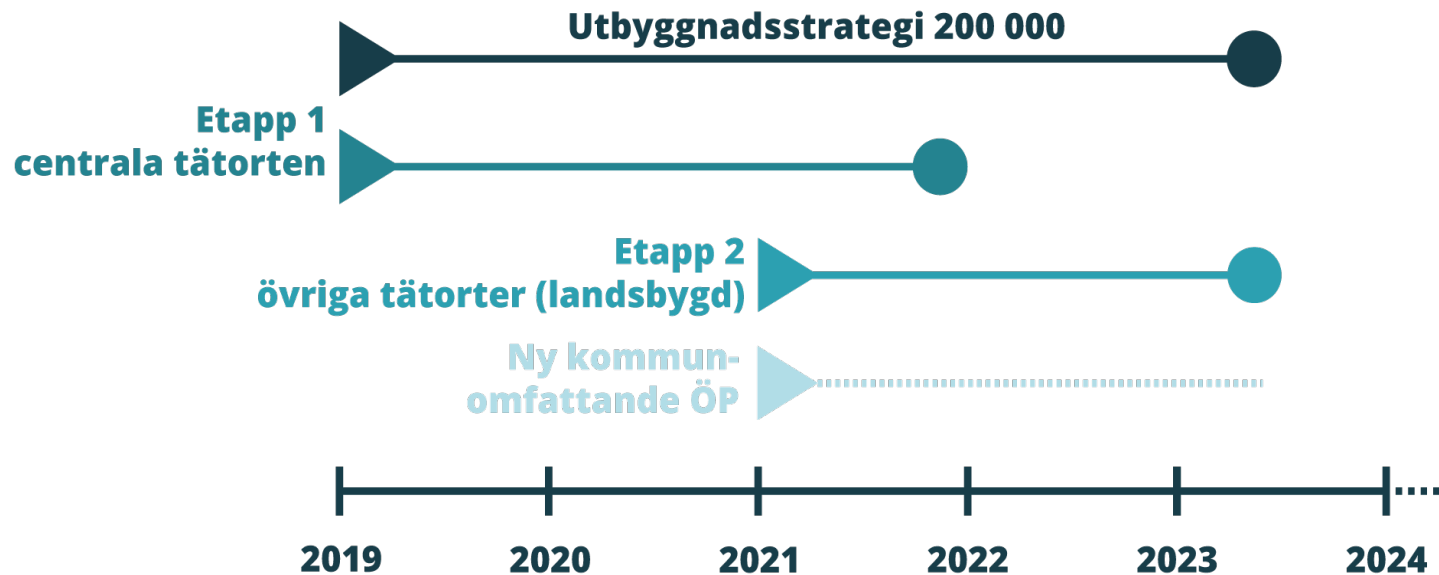 Utbyggnadsstrategi 200 000
Etapp 1
centrala tätorten
Etapp 2
övriga tätorter (landsbygd)
Ny kommun-
omfattande ÖP
2019 2020 2021 2022 2023 2024